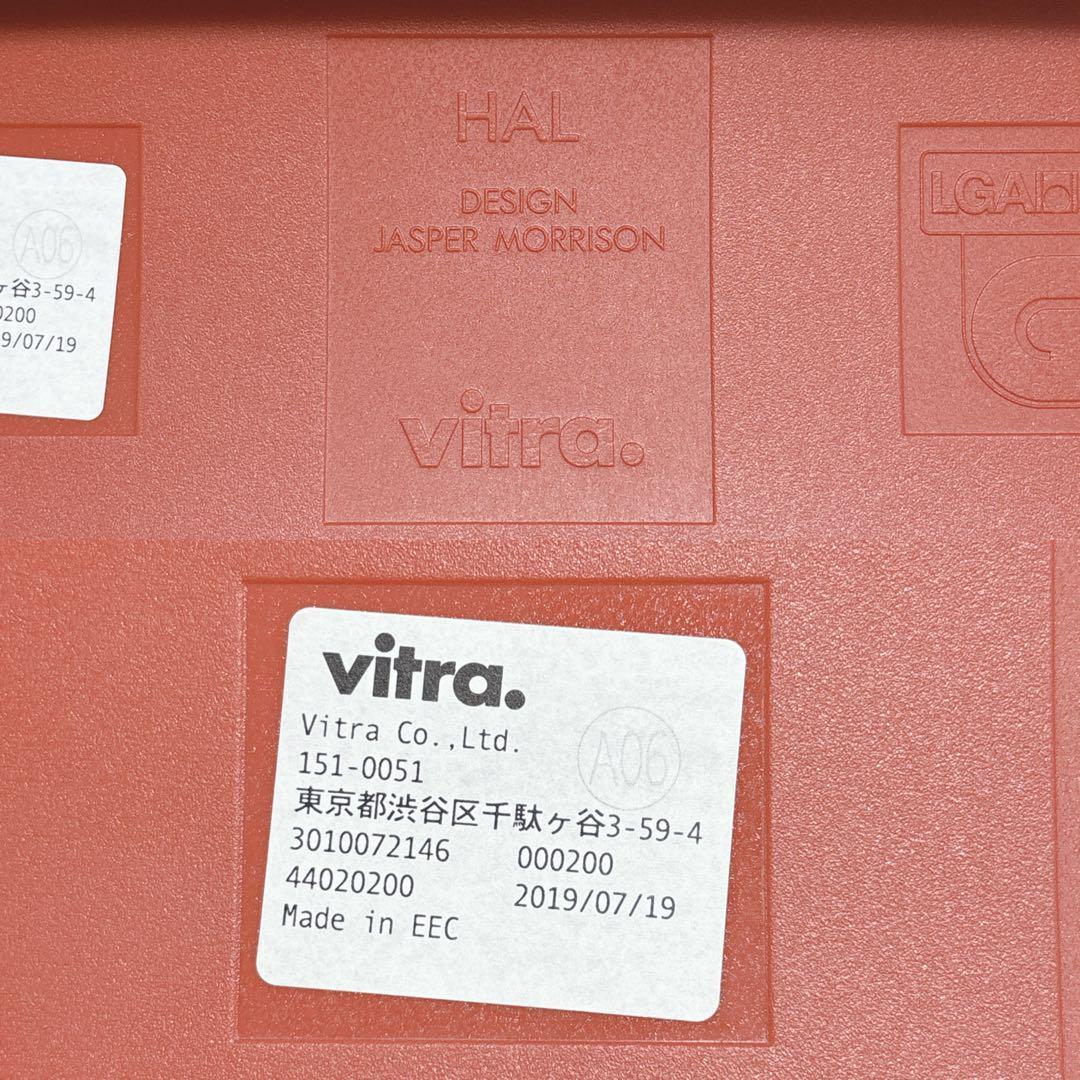 HAL
DESIGN
JASPER MORRISON
vitra.
A06
ヶ谷3-59-4
0200
9/07/19
LGA
vitra.
Vitra Co.,Ltd.
A06
151-0051
東京都渋谷区千駄ヶ谷3-59-4
3010072146 000200
44020200 2019/07/19
Made in EEC